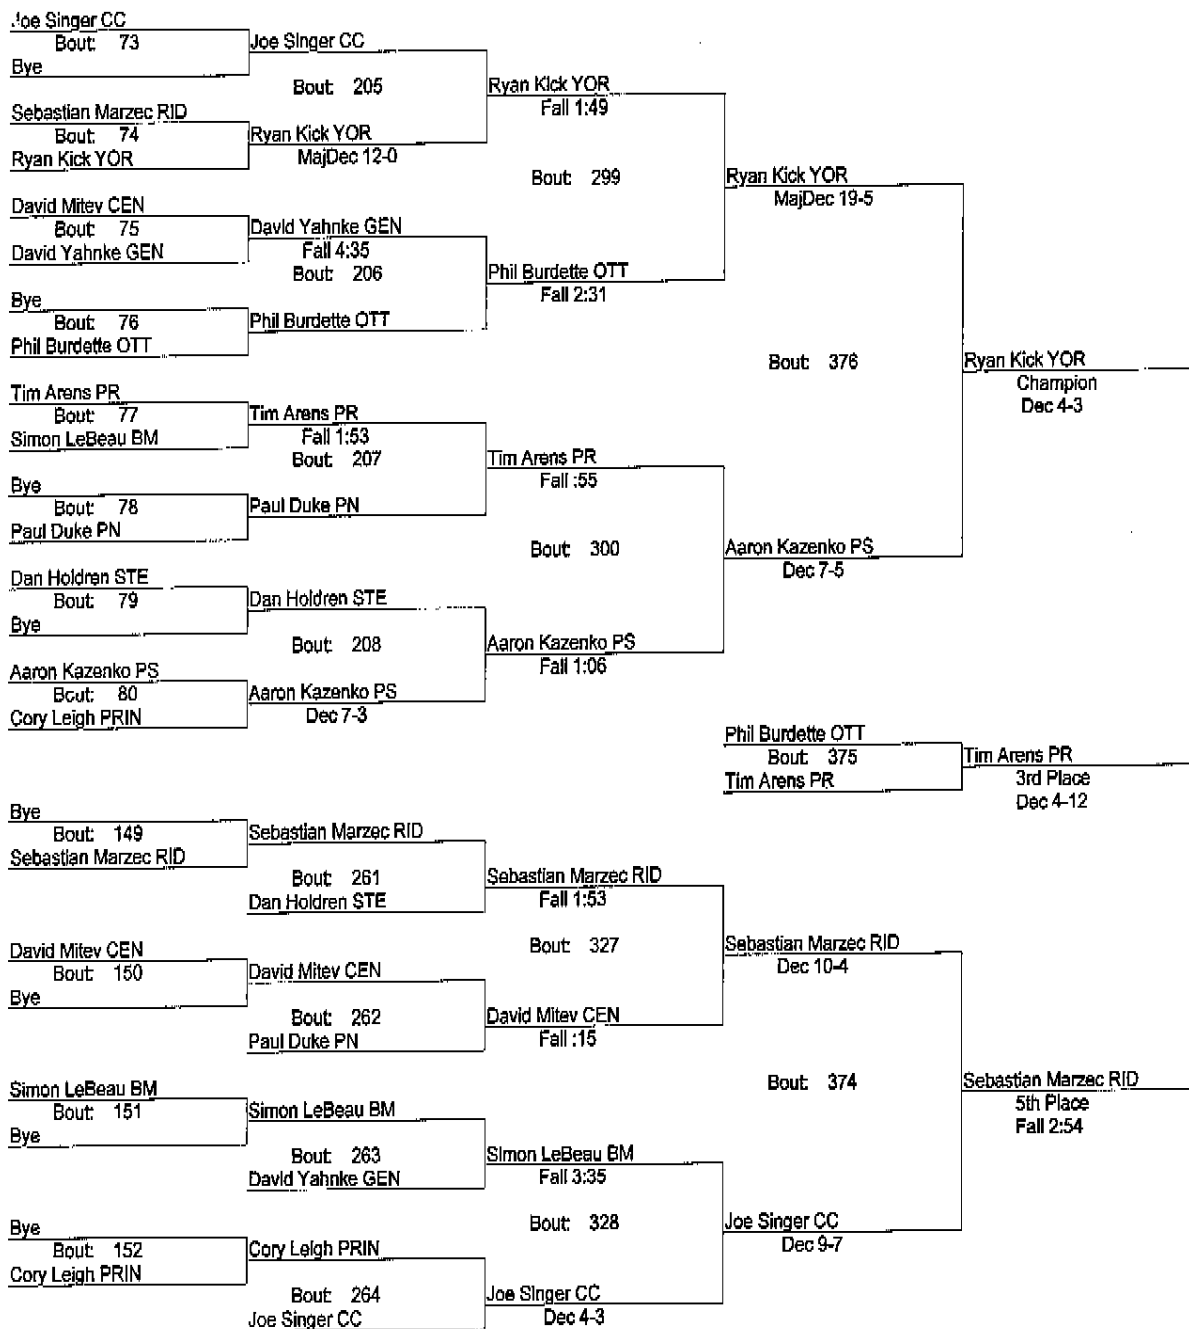 Joe Singer CC
Bout: 73
Bye
Joe Singer CC
Bout: 205
Sebastian Marzec RID
Bout: 74
Ryan Kick YOR
Ryan Kick YOR
MajDec 12-0
Ryan Kick YOR
Fall 1:49
Bout: 299
David Mitev CEN
Bout: 75
David Yahnke GEN
David Yahnke GEN
Fall 4:35
Bout: 206
Bye
Bout: 76
Phil Burdette OTT
Phil Burdette OTT
Phil Burdette OTT
Fall 2:31
Ryan Kick YOR
MajDec 19-5
Bout: 376
Ryan Kick YOR
Champion
Dec 4-3
Tim Arens PR
Bout: 77
Simon LeBeau BM
Tim Arens PR
Fall 1:53
Bout: 207
Bye
Bout: 78
Paul Duke PN
Paul Duke PN
Tim Arens PR
Fall :55
Bout: 300
Dan Holdren STE
Bout: 79
Bye
Dan Holdren STE
Bout: 208
Aaron Kazenko PS
Bout: 80
Cory Leigh PRIN
Aaron Kazenko PS
Dec 7-3
Aaron Kazenko PS
Fall 1:06
Aaron Kazenko PS
Dec 7-5
Phil Burdette OTT
Bout: 375
Tim Arens PR
Tim Arens PR
3rd Place
Dec 4-12
Bye
Bout: 149
Sebastian Marzec RID
Sebastian Marzec RID
Bout: 261
Dan Holdren STE
Sebastian Marzec RID
Fall 1:53
Bout: 327
David Mitev CEN
Bout: 150
Bye
David Mitev CEN
Bout: 262
Paul Duke PN
David Mitev CEN
Fall :15
Sebastian Marzec RID
Dec 10-4
Bout: 374
Sebastian Marzec RID
5th Place
Fall 2:54
Simon LeBeau BM
Bout: 151
Bye
Simon LeBeau BM
Bout: 263
David Yahnke GEN
Simon LeBeau BM
Fall 3:35
Bout: 328
Bye
Bout: 152
Cory Leigh PRIN
Cory Leigh PRIN
Bout: 264
Joe Singer CC
Joe Singer CC
Dec 4-3
Joe Singer CC
Dec 9-7